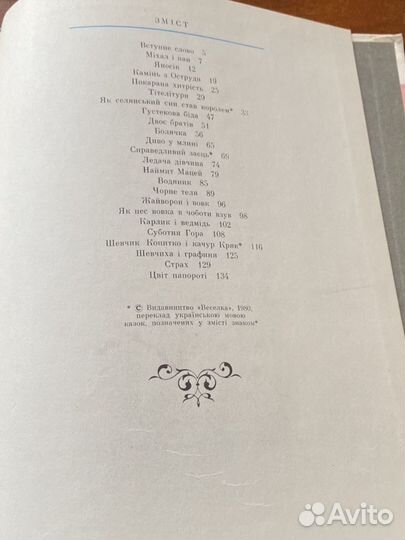 ЗМІСТ
Вступне слово 5
Міхал і пан 7
Яносік 12
Камінь з Оструди 19
Покарана хитрість 25
Тітелітури 29
Як селянський син став королем* 33
Густекова біда 47
Двоє братів 51
Болячка 56
Диво у млині 65
Справедливий заєць* 69
Ледача дівчина 74
Наймит Мацей 79
Водяник 85
Чорне теля 89
Жайворон і вовк 96
Як пес вовка в чоботи взув 98
Карлик і ведмідь 102
Суботня Гора 108
Шевчик Копитко і качур Кряк* 116
Шевчиха і графиня 125
Страх 129
Цвіт папороті 134
* © Видавництво «Веселка», 1980,
переклад українською мовою
казок, позначених у змісті знаком*
Avito